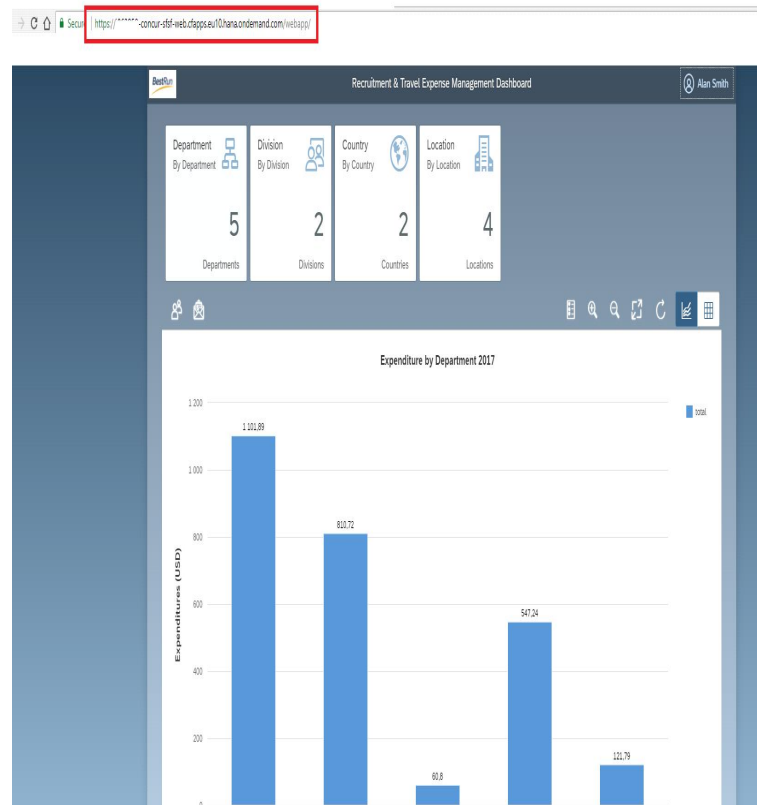 Secure https:// -concur-sfsf-web.cfapps.eu10.hana.ondemand.com/webapp/
BestRun Recruitment & Travel Expense Management Dashboard Alan Smith
Department Division Country Location
By Department By Division By Country By Location
5 2 2 4
Departments Divisions Countries Locations
Expenditure by Department 2017
1 200
total
1 101,89
1 000
810,72
800
Expenditures (USD)
600
547,24
400
200
121,79
60,8
0